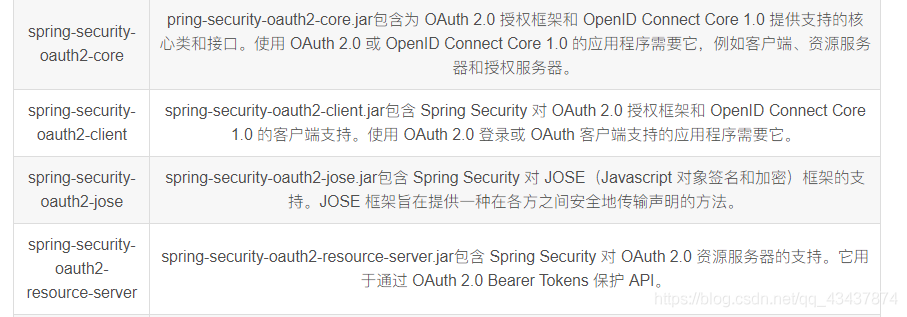 spring-security-
oauth2-core
pring-security-oauth2-core.jar包含为 OAuth 2.0 授权框架和 OpenID Connect Core 1.0 提供支持的核
心类和接口。使用 OAuth 2.0 或 OpenID Connect Core 1.0 的应用程序需要它，例如客户端、资源服务
器和授权服务器。
spring-security-
oauth2-client
spring-security-oauth2-client.jar包含 Spring Security 对 OAuth 2.0 授权框架和 OpenID Connect Core
1.0 的客户端支持。使用 OAuth 2.0 登录或 OAuth 客户端支持的应用程序需要它。
spring-security-
oauth2-jose
spring-security-oauth2-jose.jar包含 Spring Security 对 JOSE（Javascript 对象签名和加密）框架的支
持。JOSE 框架旨在提供一种在各方之间安全地传输声明的方法。
spring-security-
oauth2-
resource-server
spring-security-oauth2-resource-server.jar包含 Spring Security 对 OAuth 2.0 资源服务器的支持。它用
于通过 OAuth 2.0 Bearer Tokens 保护 API。
https://blog.csdn.net/qq_43437874